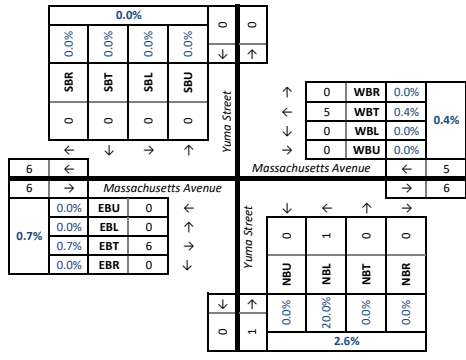 0.0%
0 0
0.0% 0.0% 0.0% 0.0%
↓ ↑
SBR SBT SBL SBU
0 0 0 0
Yuma Street
← ↓ → ↑
↑ 0 WBR 0.0%
← 5 WBT 0.4%
↓ 0 WBL 0.0%
→ 0 WBU 0.0%
0.4%
6 ← Massachusetts Avenue ← 5
6 → Massachusetts Avenue → 6
0.7%
0.0% EBU 0 ←
0.0% EBL 0 ↑
0.7% EBT 6 →
0.0% EBR 0 ↓
Yuma Street
↓ ← ↑ →
0 1 0 0
NBU NBL NBT NBR
0.0% 20.0% 0.0% 0.0%
↓ ↑
0 1
2.6%